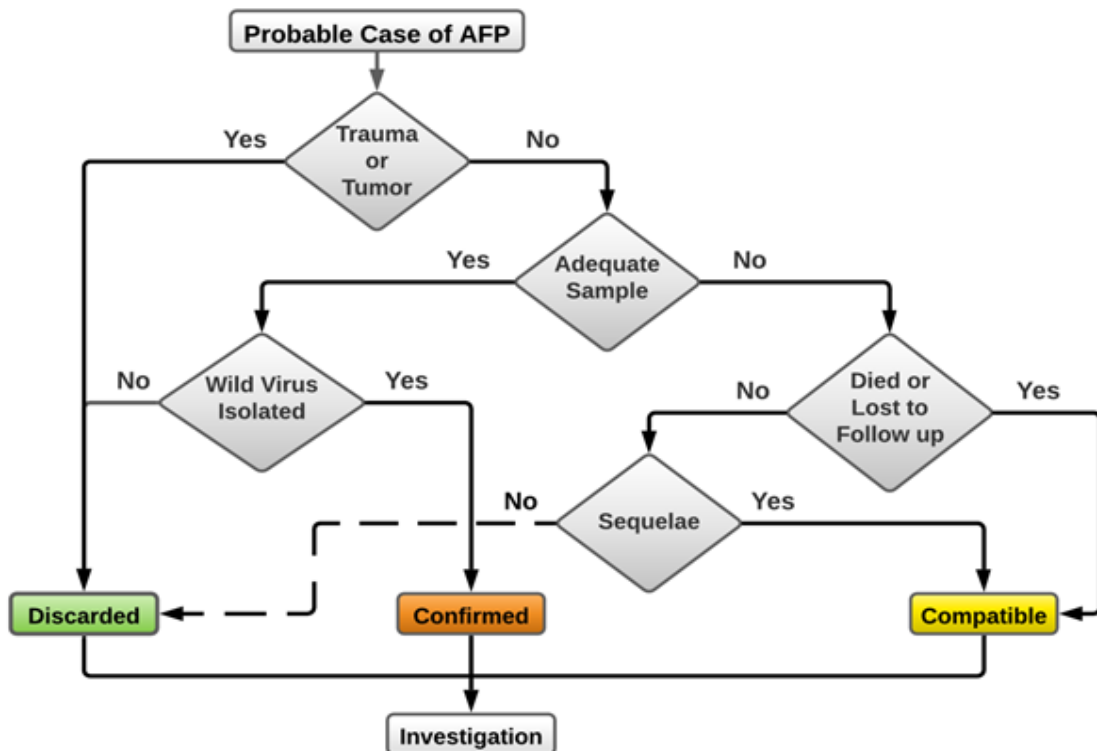 Probable Case of AFP
Yes
Trauma
or
Tumor
No
Yes
Adequate
Sample
No
No
Wild Virus
Isolated
Yes
No
Died or
Lost to
Follow up
Yes
No
Sequelae
Yes
Discarded
Confirmed
Compatible
Investigation